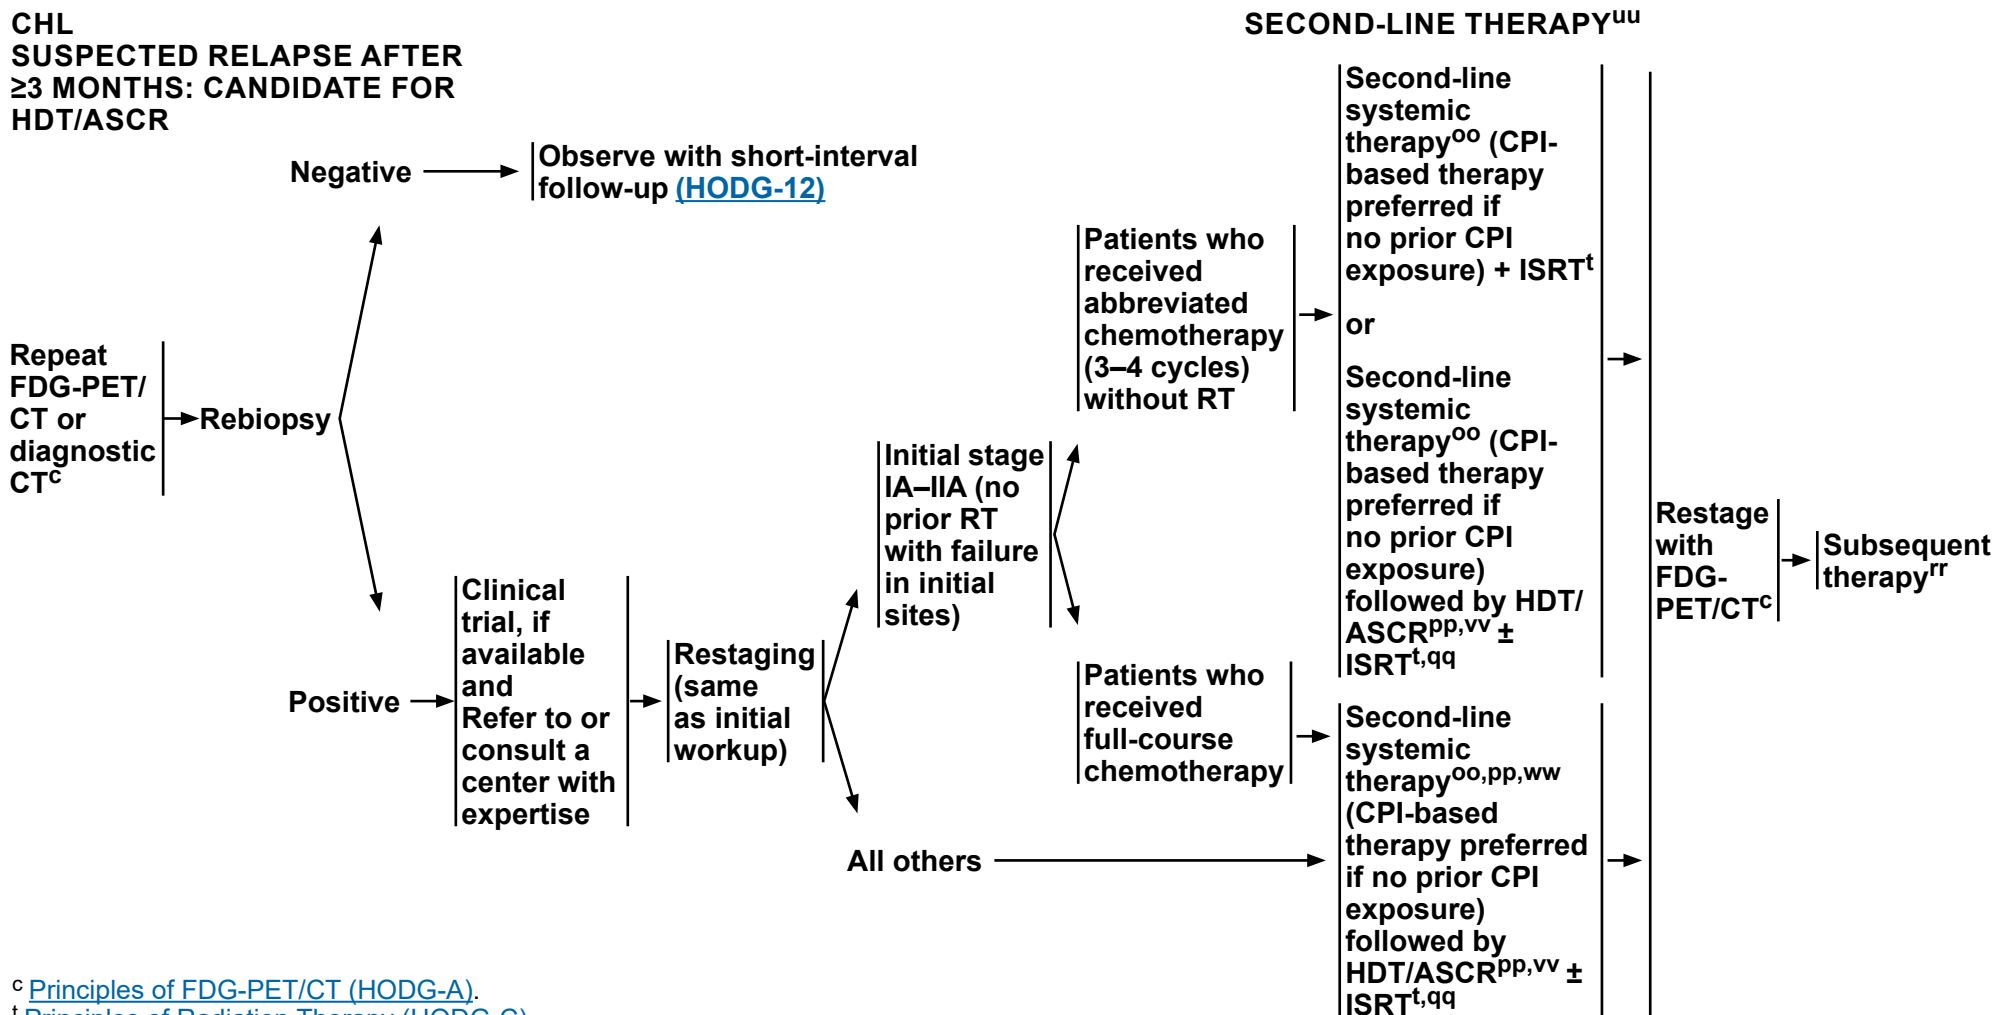 CHL
SUSPECTED RELAPSE AFTER
≥3 MONTHS: CANDIDATE FOR
HDT/ASCR
SECOND-LINE THERAPYuu
Negative
Observe with short-interval
follow-up (HODG-12)
Repeat
FDG-PET/
CT or
diagnostic
CTc
Rebiopsy
Positive
Clinical
trial, if
available
and
Refer to or
consult a
center with
expertise
Restaging
(same
as initial
workup)
Initial stage
IA–IIA (no
prior RT
with failure
in initial
sites)
All others
Patients who
received
abbreviated
chemotherapy
(3–4 cycles)
without RT
Patients who
received
full-course
chemotherapy
Second-line
systemic
therapyoo (CPI-
based therapy
preferred if
no prior CPI
exposure) + ISRTt
or
Second-line
systemic
therapyoo (CPI-
based therapy
preferred if
no prior CPI
exposure)
followed by HDT/
ASCRpp,vv ±
ISRTt,qq
Second-line
systemic
therapyoo,pp,ww
(CPI-based
therapy preferred
if no prior CPI
exposure)
followed by
HDT/ASCRpp,vv ±
ISRTt,qq
Restage
with
FDG-
PET/CTc
Subsequent
therapyrr
c Principles of FDG-PET/CT (HODG-A).
t Principles of Radiation Therapy (HODG-C)